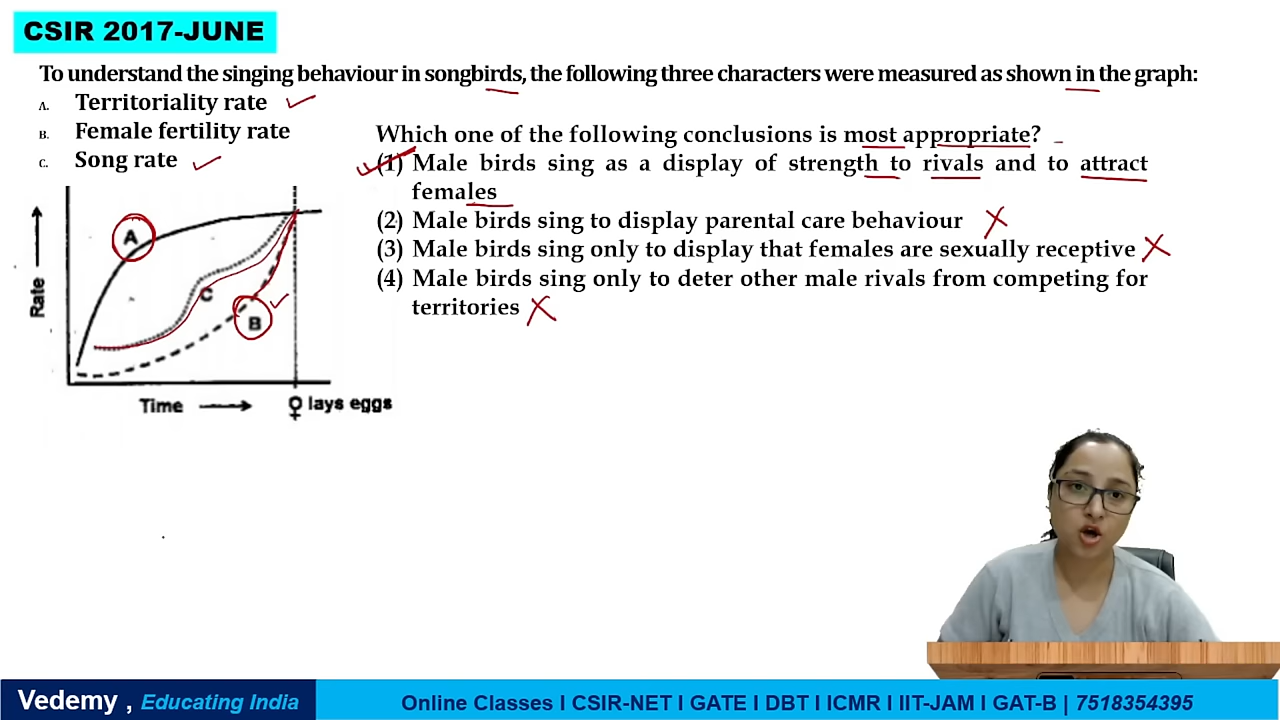 CSIR 2017-JUNE
To understand the singing behaviour in songbirds, the following three characters were measured as shown in the graph:
A. Territoriality rate
B. Female fertility rate
C. Song rate
Which one of the following conclusions is most appropriate?
(1) Male birds sing as a display of strength to rivals and to attract
females
(2) Male birds sing to display parental care behaviour
(3) Male birds sing only to display that females are sexually receptive
(4) Male birds sing only to deter other male rivals from competing for
territories
A
C
B
Rate
Time
♀ lays eggs
Vedemy , Educating India
Online Classes I CSIR-NET I GATE I DBT I ICMR I IIT-JAM I GAT-B | 7518354395